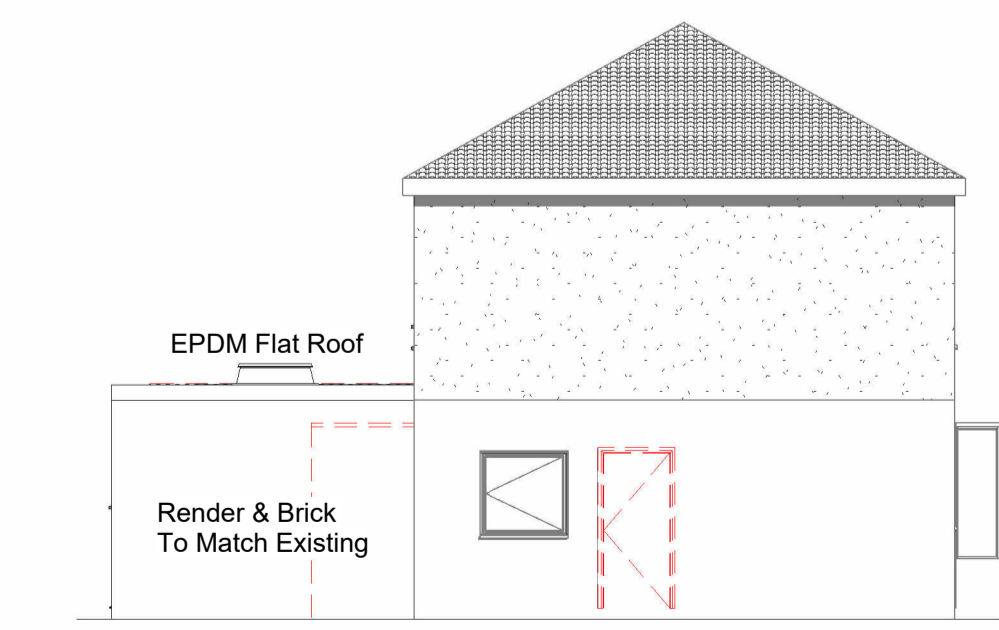 EPDM Flat Roof
Render & Brick
To Match Existing